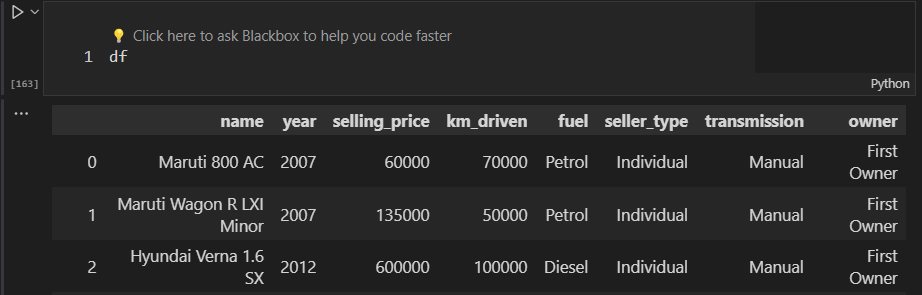 💡 Click here to ask Blackbox to help you code faster
1 df
[163]
Python
...
name year selling_price km_driven fuel seller_type transmission owner
0 Maruti 800 AC 2007 60000 70000 Petrol Individual Manual First
Owner
1 Maruti Wagon R LXI
Minor 2007 135000 50000 Petrol Individual Manual First
Owner
2 Hyundai Verna 1.6
SX 2012 600000 100000 Diesel Individual Manual First
Owner